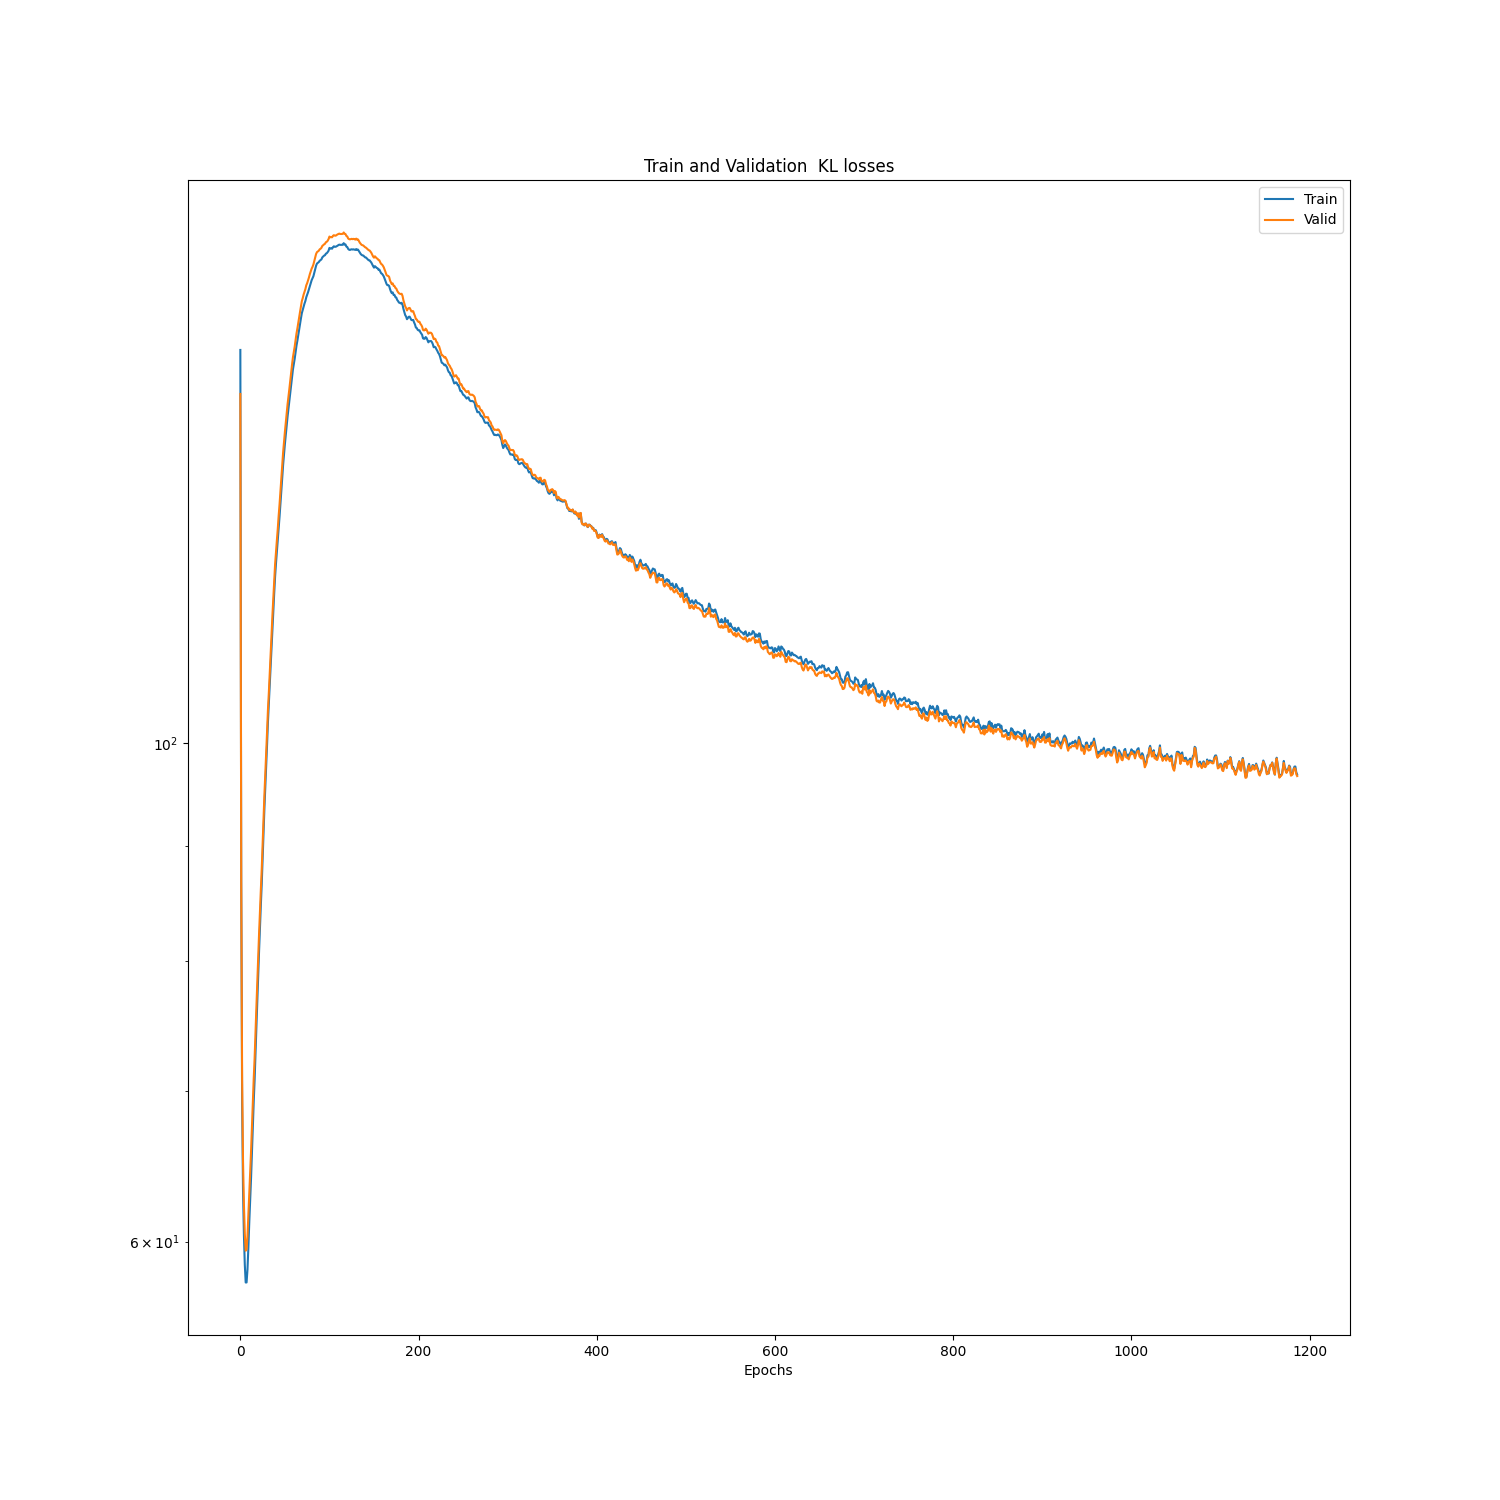 Train and Validation  KL losses
Train
Valid
10²
6 × 10¹
0
200
400
600
800
1000
1200
Epochs